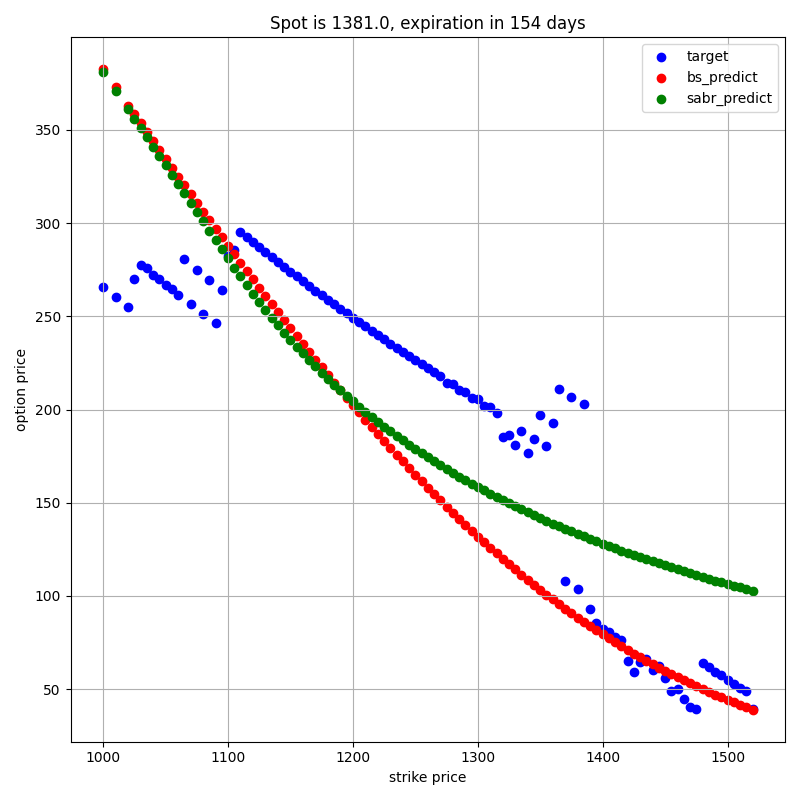 Spot is 1381.0, expiration in 154 days
target
bs_predict
sabr_predict
350
300
250
200
150
100
50
option price
1000 1100 1200 1300 1400 1500
strike price